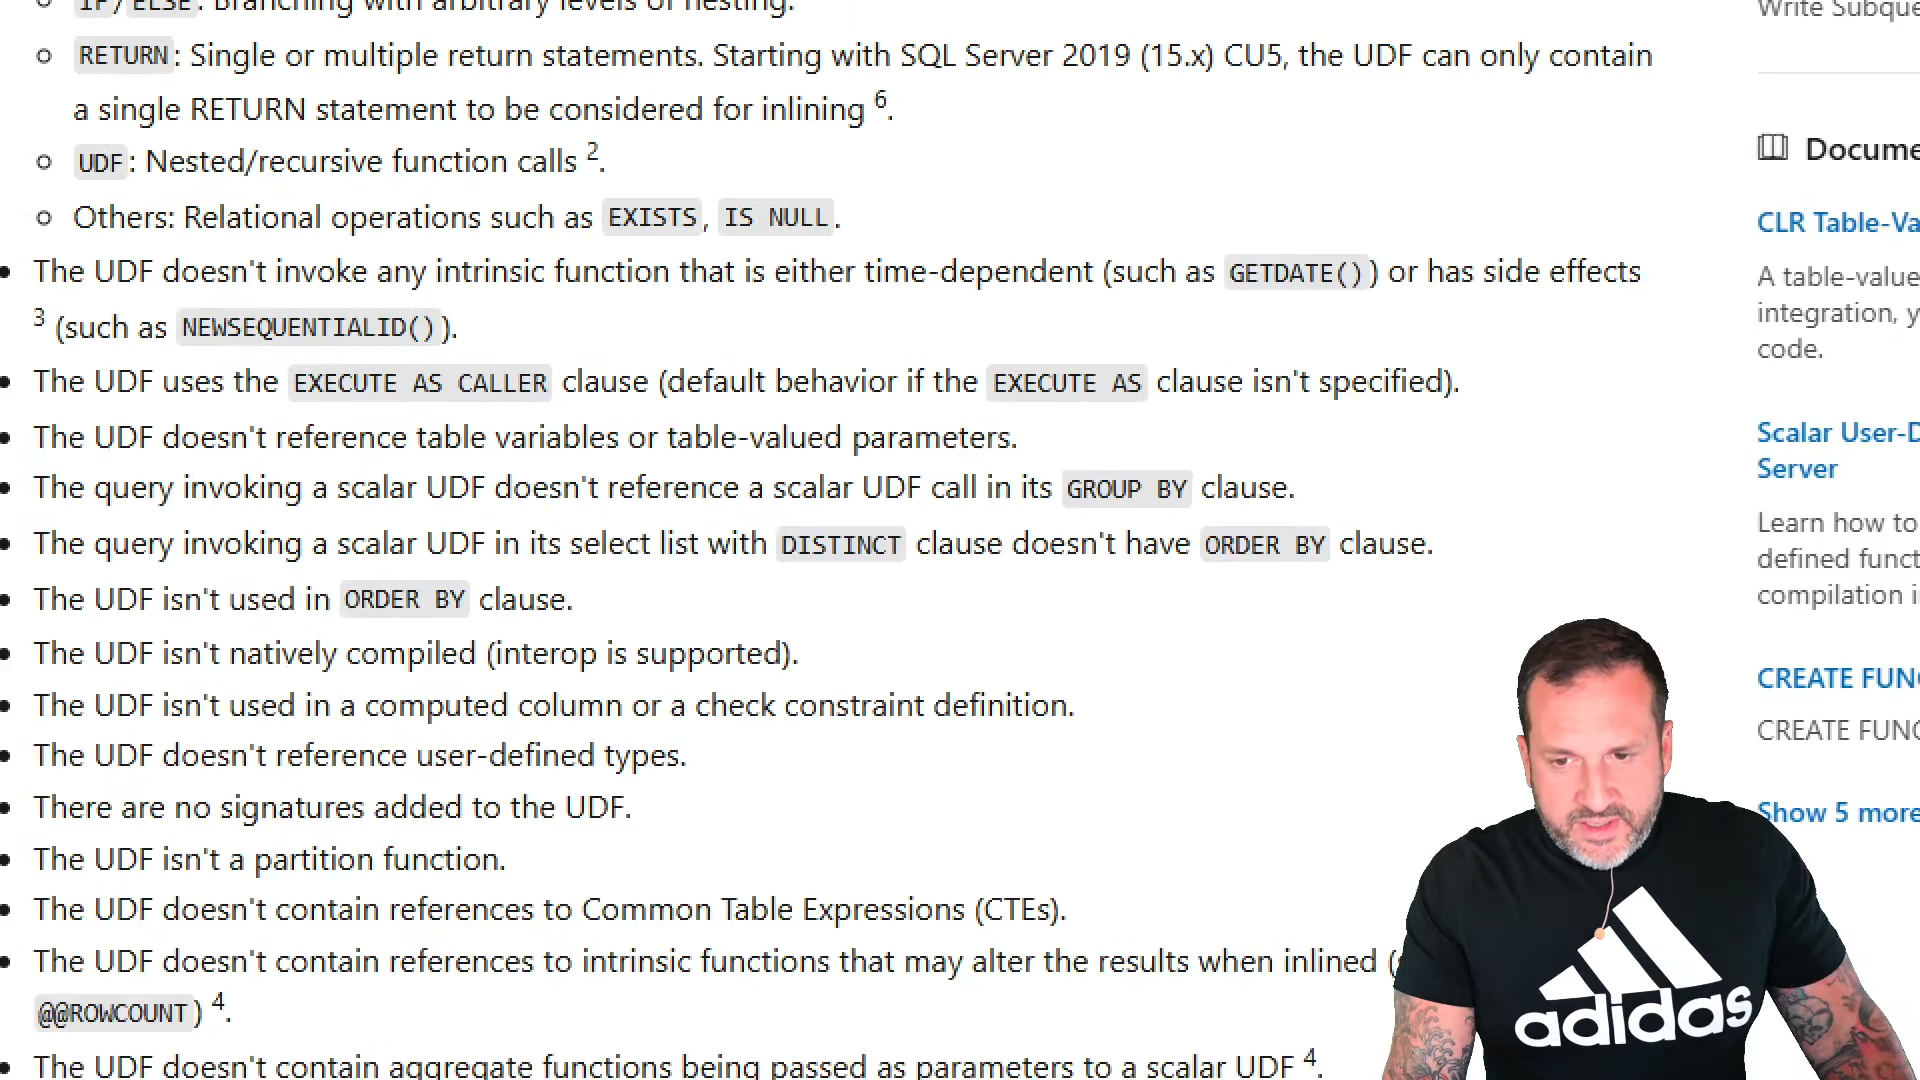 IF/ELSE: Branching with arbitrary levels of nesting.
RETURN: Single or multiple return statements. Starting with SQL Server 2019 (15.x) CU5, the UDF can only contain
a single RETURN statement to be considered for inlining 6.
UDF: Nested/recursive function calls 2.
Others: Relational operations such as EXISTS, IS NULL.
The UDF doesn't invoke any intrinsic function that is either time-dependent (such as GETDATE()) or has side effects
3 (such as NEWSEQUENTIALID()).
The UDF uses the EXECUTE AS CALLER clause (default behavior if the EXECUTE AS clause isn't specified).
The UDF doesn't reference table variables or table-valued parameters.
The query invoking a scalar UDF doesn't reference a scalar UDF call in its GROUP BY clause.
The query invoking a scalar UDF in its select list with DISTINCT clause doesn't have ORDER BY clause.
The UDF isn't used in ORDER BY clause.
The UDF isn't natively compiled (interop is supported).
The UDF isn't used in a computed column or a check constraint definition.
The UDF doesn't reference user-defined types.
There are no signatures added to the UDF.
The UDF isn't a partition function.
The UDF doesn't contain references to Common Table Expressions (CTEs).
The UDF doesn't contain references to intrinsic functions that may alter the results when inlined (
@@ROWCOUNT) 4.
The UDF doesn't contain aggregate functions being passed as parameters to a scalar UDF 4.
Write Subque
Docume
CLR Table-Va
A table-value
integration, y
code.
Scalar User-D
Server
Learn how to
defined funct
compilation i
CREATE FUNC
CREATE FUNC
Show 5 more
adidas